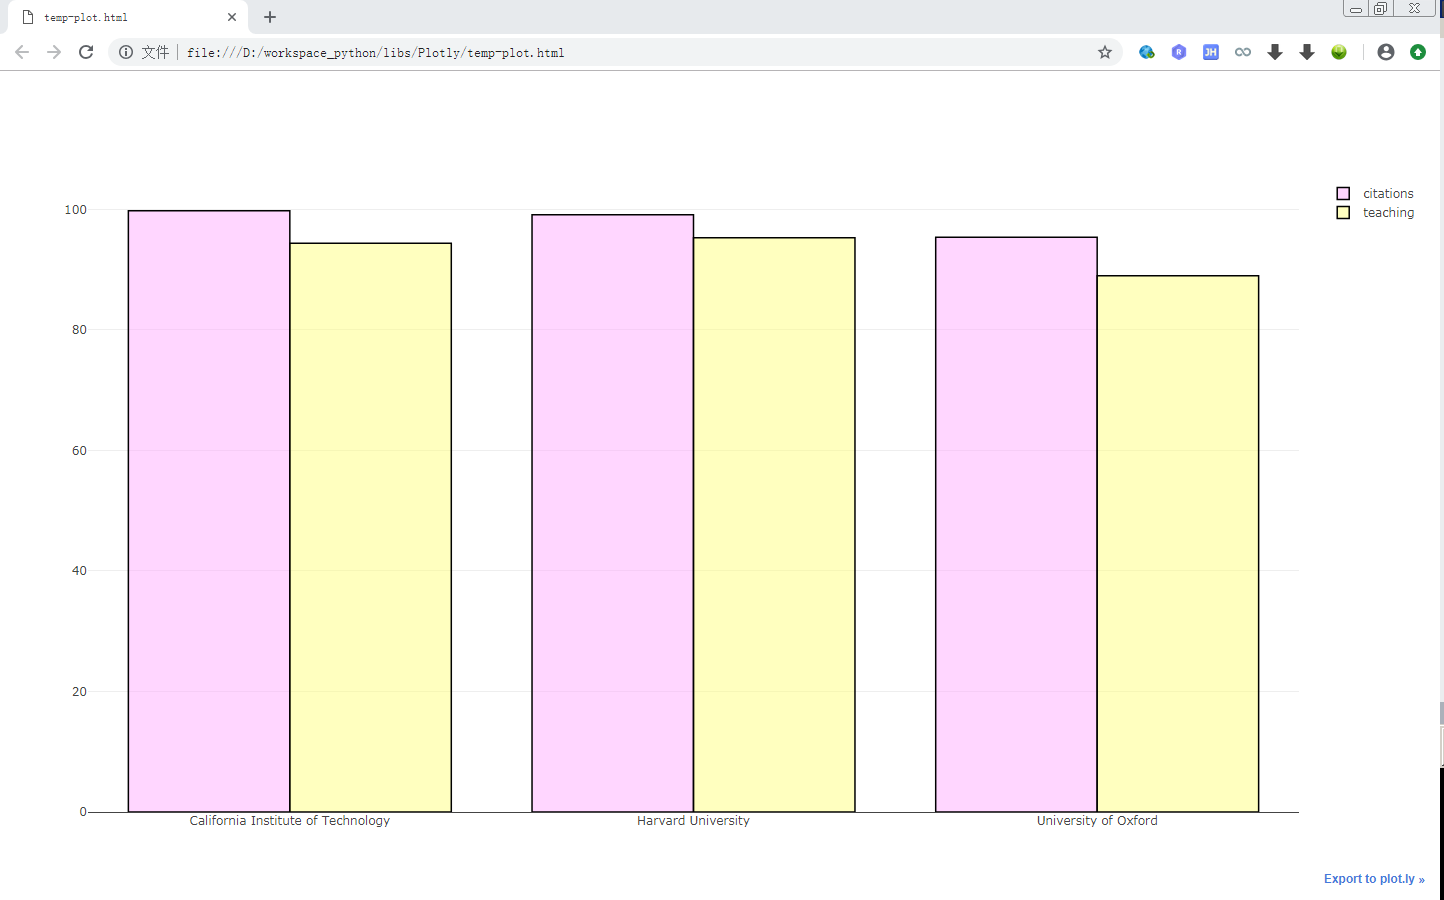 temp-plot.html
文件 file:///D:/workspace_python/libs/Plotly/temp-plot.html
R
JH
citations
teaching
100
80
60
40
20
0
California Institute of Technology
Harvard University
University of Oxford
Export to plot.ly »